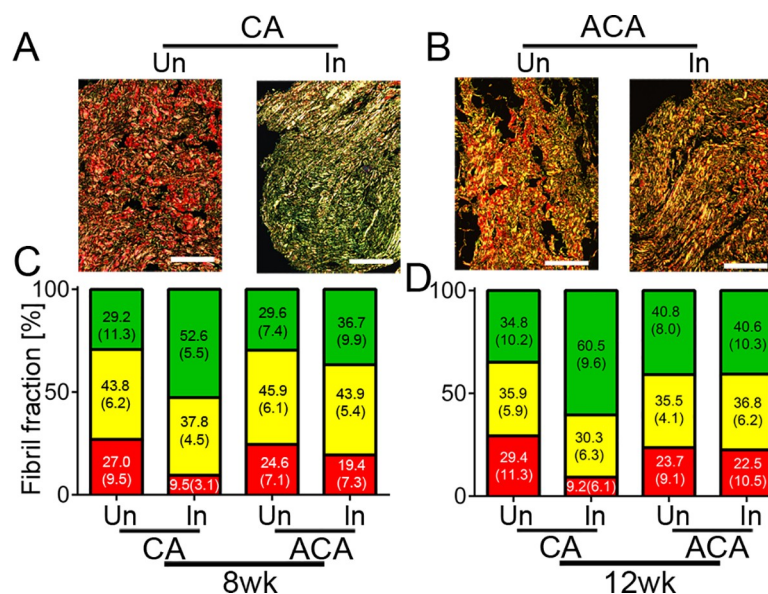 A
CA
Un
In
B
ACA
Un
In
C
Fibril fraction [%]
100
50
0
29.2
(11.3)
43.8
(6.2)
27.0
(9.5)
52.6
(5.5)
37.8
(4.5)
9.5(3.1)
29.6
(7.4)
45.9
(6.1)
24.6
(7.1)
36.7
(9.9)
43.9
(5.4)
19.4
(7.3)
Un
In
Un
In
CA
ACA
8wk
D
100
50
0
34.8
(10.2)
35.9
(5.9)
29.4
(11.3)
60.5
(9.6)
30.3
(6.3)
9.2(6.1)
40.8
(8.0)
35.5
(4.1)
23.7
(9.1)
40.6
(10.3)
36.8
(6.2)
22.5
(10.5)
Un
In
Un
In
CA
ACA
12wk